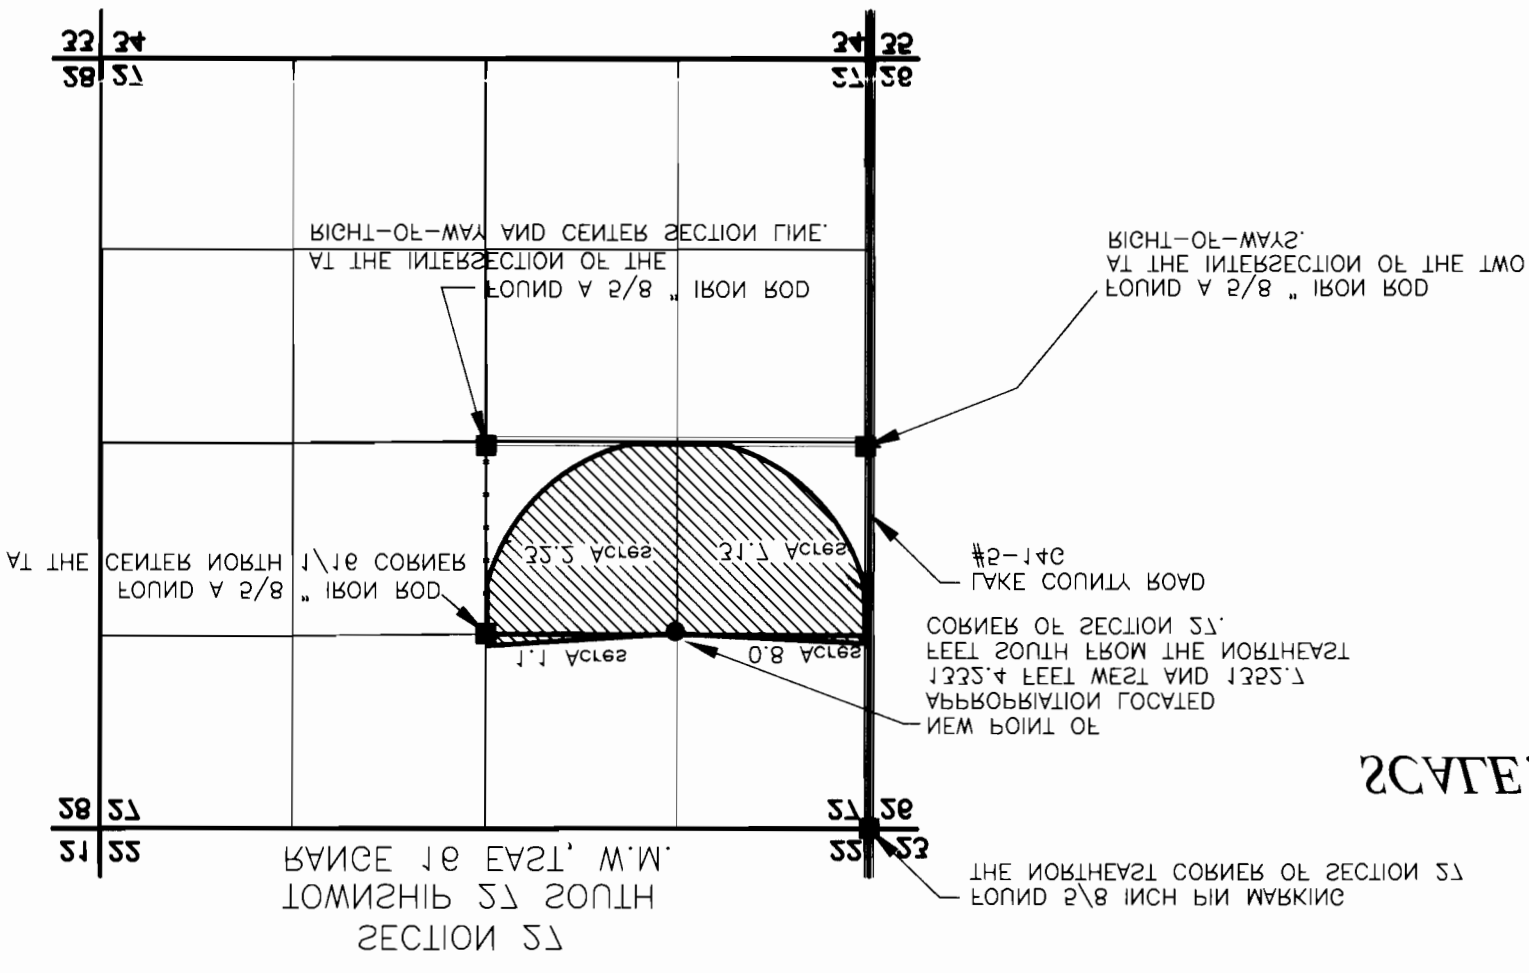 SECTION 27
TOWNSHIP 27 SOUTH
RANGE 16 EAST, W.M.
FOUND 5/8 INCH PIN MARKING
THE NORTHEAST CORNER OF SECTION 27
21 22
28 27
22 23
27 26
SCALE:
NEW POINT OF
APPROPRIATION LOCATED
1332.4 FEET WEST AND 1352.7
FEET SOUTH FROM THE NORTHEAST
CORNER OF SECTION 27.
1.1 Acres
0.8 Acres
FOUND A 5/8 " IRON ROD
AT THE CENTER NORTH 1/16 CORNER
32.2 Acres
31.7 Acres
LAKE COUNTY ROAD
#5-14G
FOUND A 5/8 " IRON ROD
AT THE INTERSECTION OF THE
RIGHT-OF-WAY AND CENTER SECTION LINE.
FOUND A 5/8 " IRON ROD
AT THE INTERSECTION OF THE TWO
RIGHT-OF-WAYS.
28 27
33 34
27 26
34 35